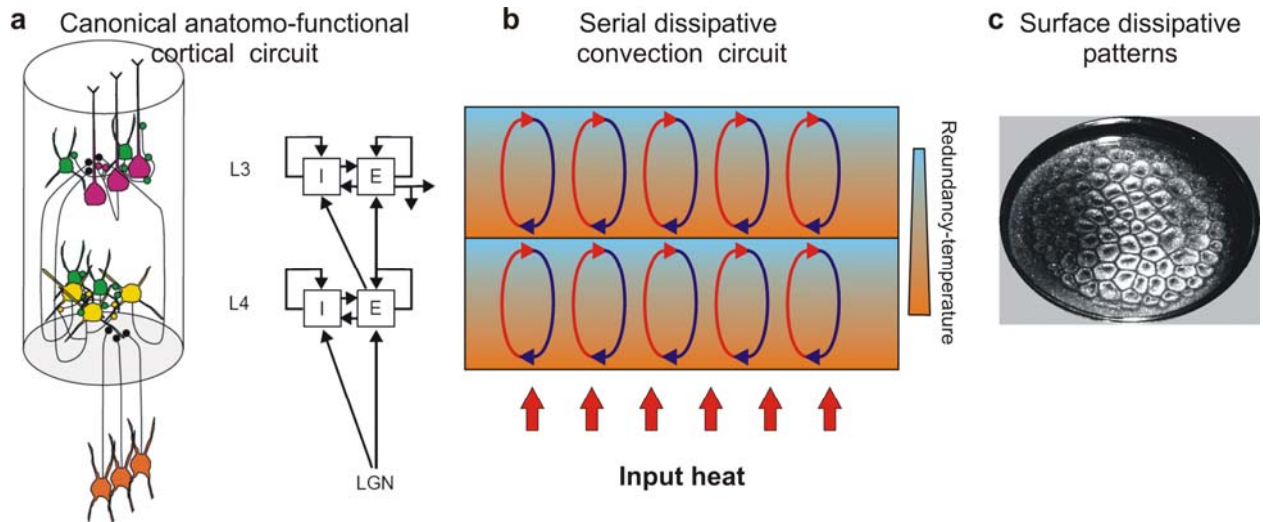 a
Canonical anatomo-functional
cortical circuit
L3
I
E
L4
I
E
LGN
b
Serial dissipative
convection circuit
Redundancy-temperature
Input heat
c
Surface dissipative
patterns